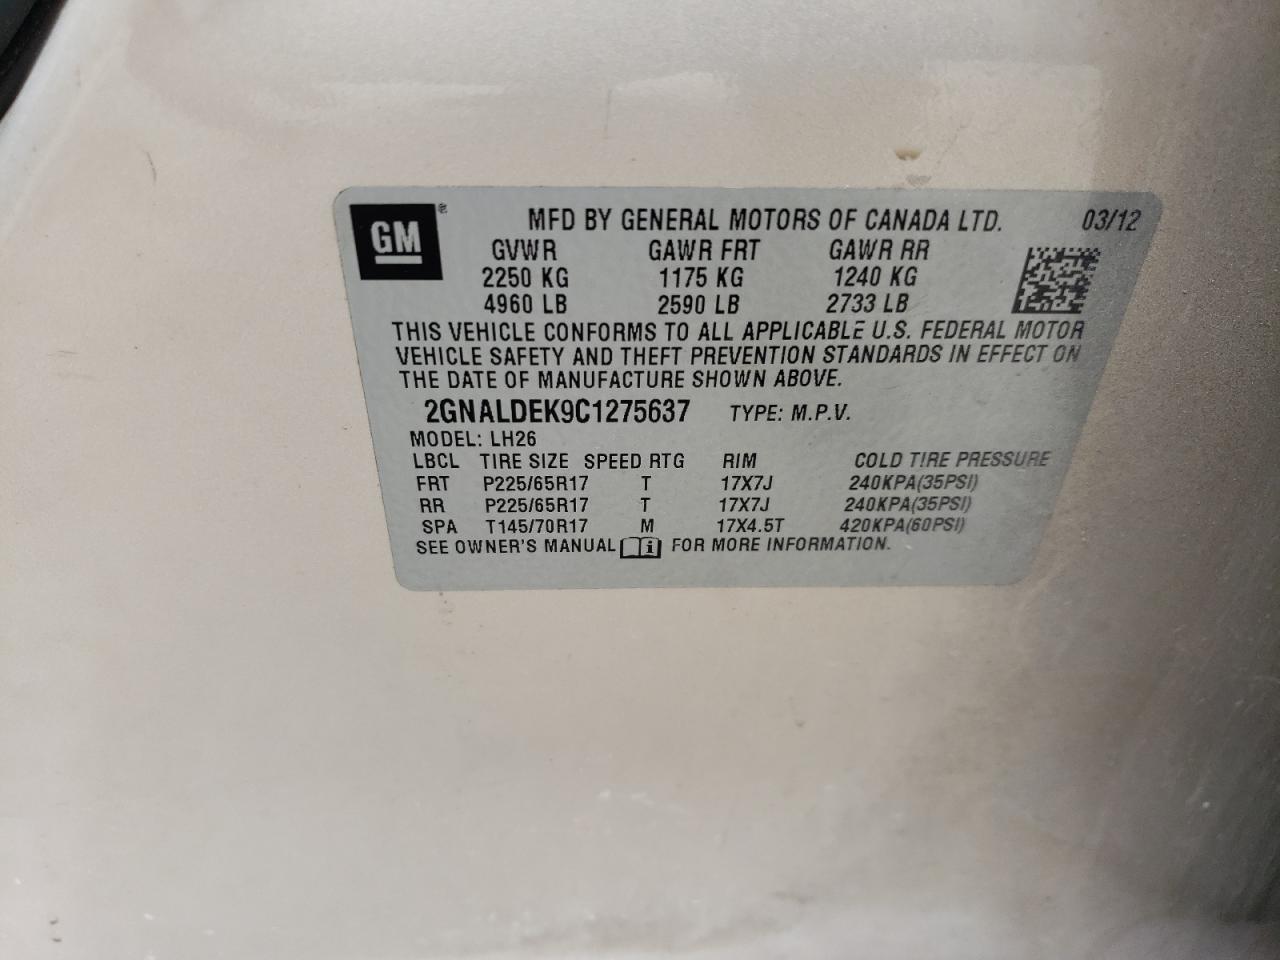 GM®
MFD BY GENERAL MOTORS OF CANADA LTD. 03/12
GVWR GAWR FRT GAWR RR
2250 KG 1175 KG 1240 KG
4960 LB 2590 LB 2733 LB
THIS VEHICLE CONFORMS TO ALL APPLICABLE U.S. FEDERAL MOTOR
VEHICLE SAFETY AND THEFT PREVENTION STANDARDS IN EFFECT ON
THE DATE OF MANUFACTURE SHOWN ABOVE.
2GNALDEK9C1275637 TYPE: M.P.V.
MODEL: LH26
LBCL TIRE SIZE SPEED RTG RIM COLD TIRE PRESSURE
FRT P225/65R17 T 17X7J 240KPA(35PSI)
RR P225/65R17 T 17X7J 240KPA(35PSI)
SPA T145/70R17 M 17X4.5T 420KPA(60PSI)
SEE OWNER'S MANUAL i FOR MORE INFORMATION.